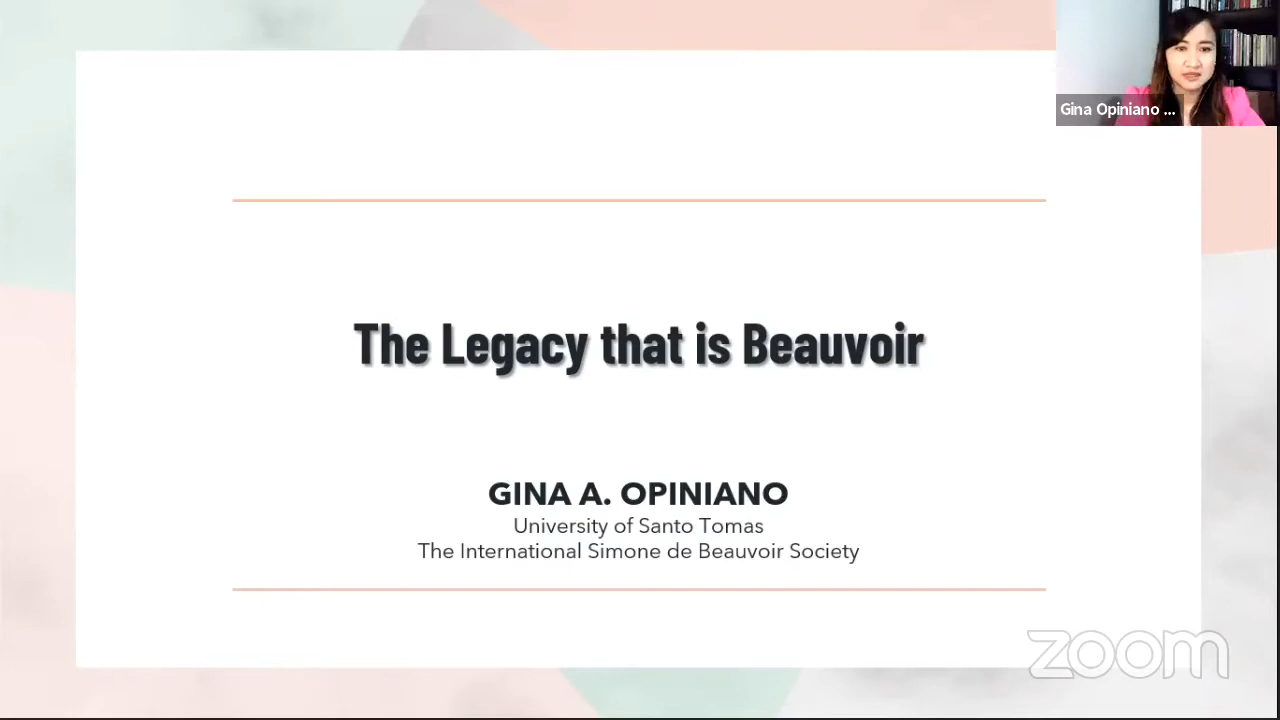 Gina Opiniano ...
The Legacy that is Beauvoir
GINA A. OPINIANO
University of Santo Tomas
The International Simone de Beauvoir Society
zoom